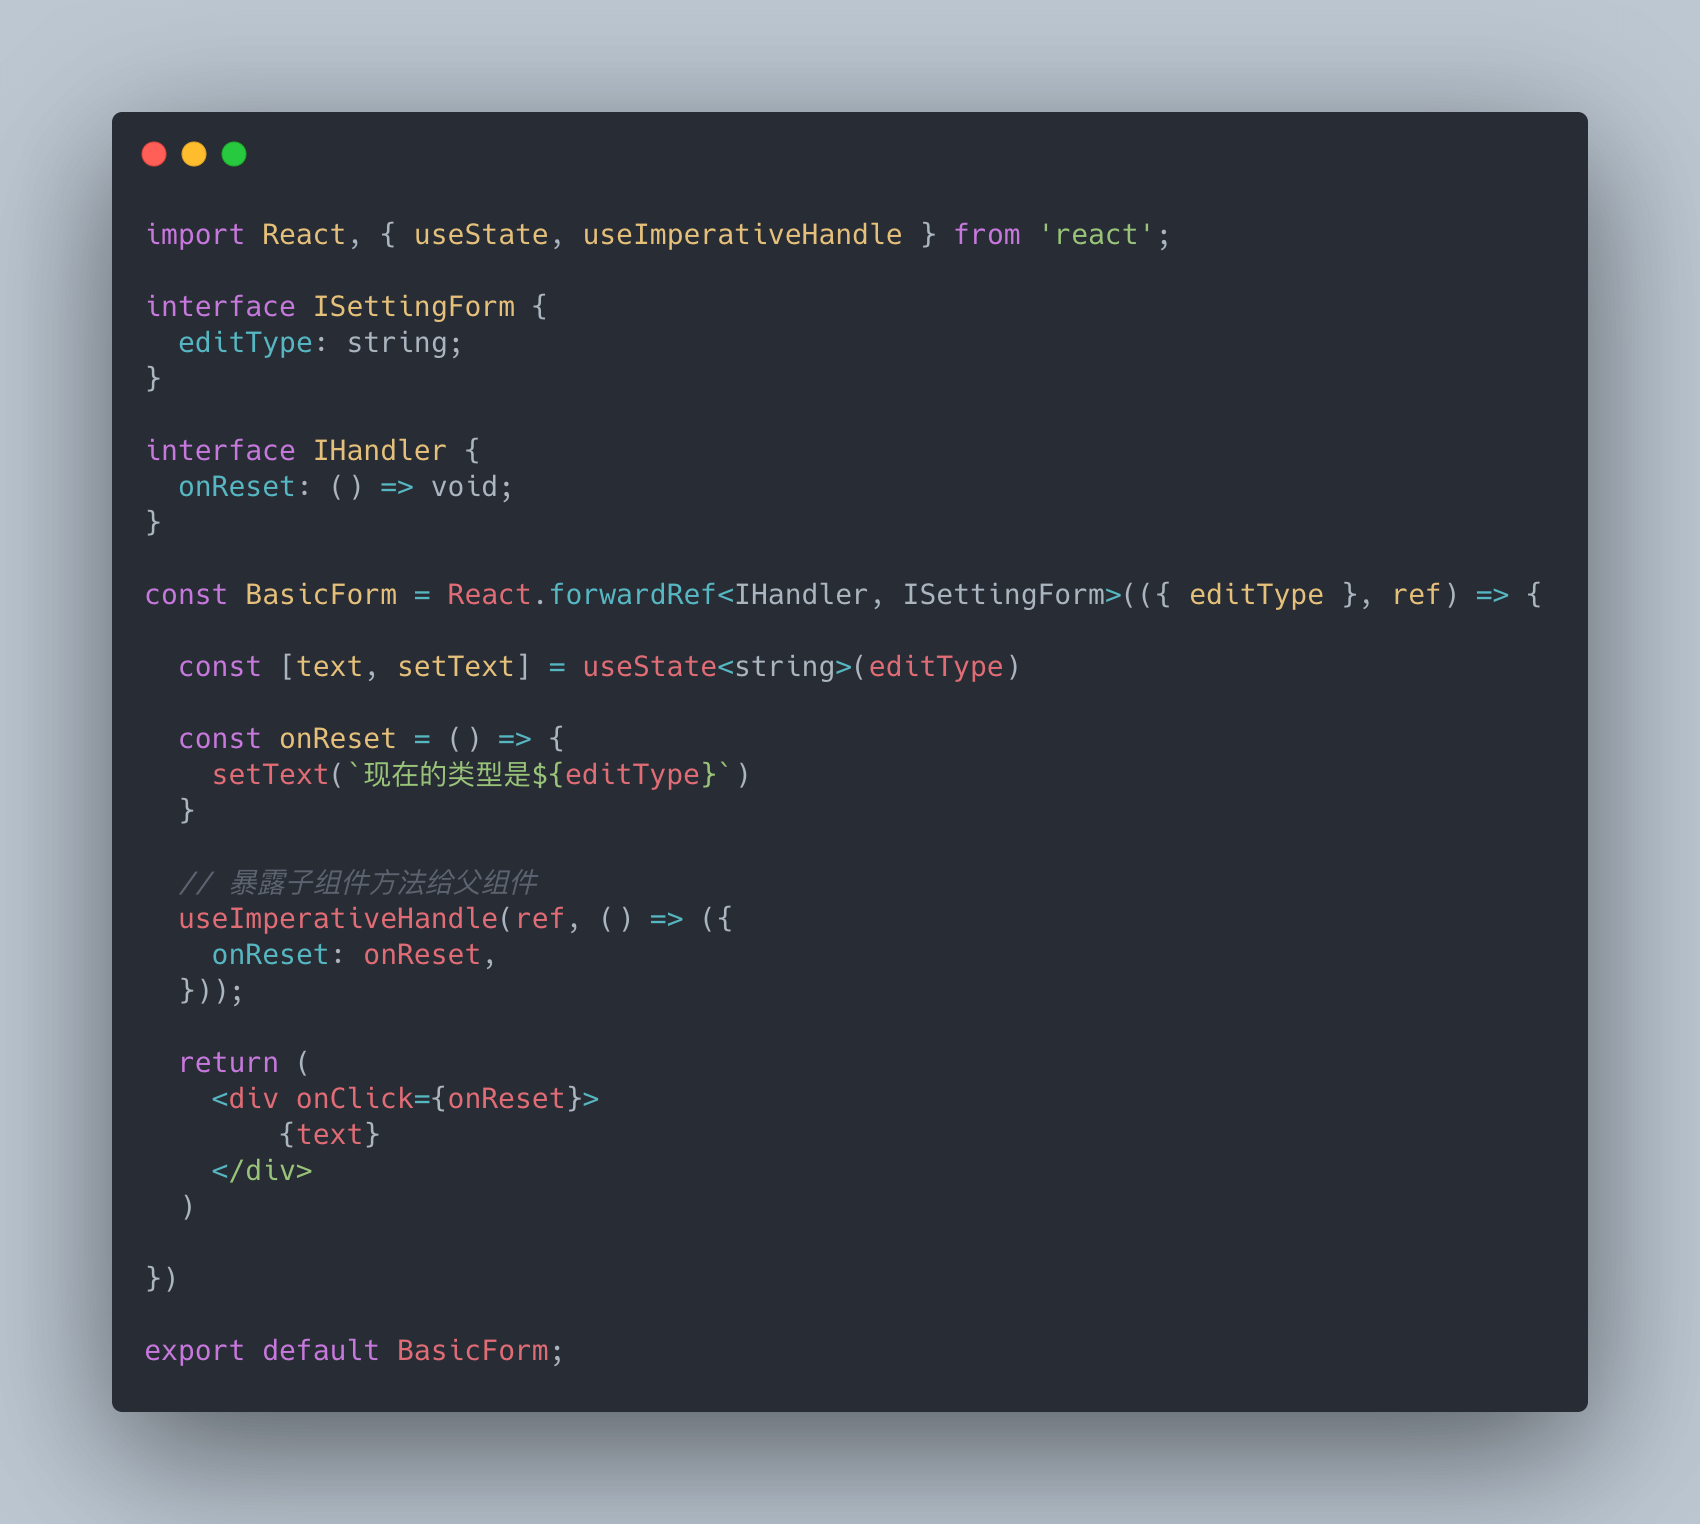 import React, { useState, useImperativeHandle } from 'react';
interface ISettingForm {
  editType: string;
}
interface IHandler {
  onReset: () => void;
}
const BasicForm = React.forwardRef<IHandler, ISettingForm>(({ editType }, ref) => {
  const [text, setText] = useState<string>(editType)
  const onReset = () => {
    setText(`现在的类型是${editType}`)
  }
  // 暴露子组件方法给父组件
  useImperativeHandle(ref, () => ({
    onReset: onReset,
  }));
  return (
    <div onClick={onReset}>
        {text}
    </div>
  )
})
export default BasicForm;